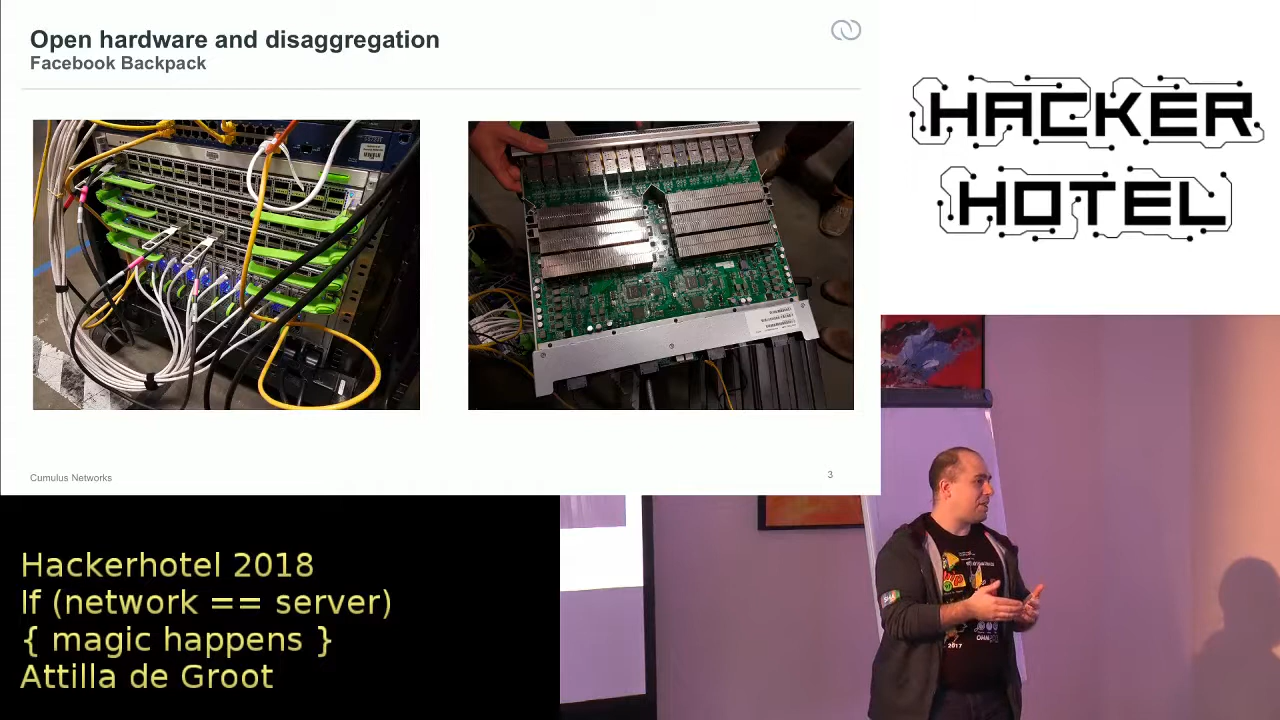 Open hardware and disaggregation
Facebook Backpack
HACKER
HOTEL
Cumulus Networks
3
Hackerhotel 2018
If (network == server)
{ magic happens }
Attilla de Groot
2017